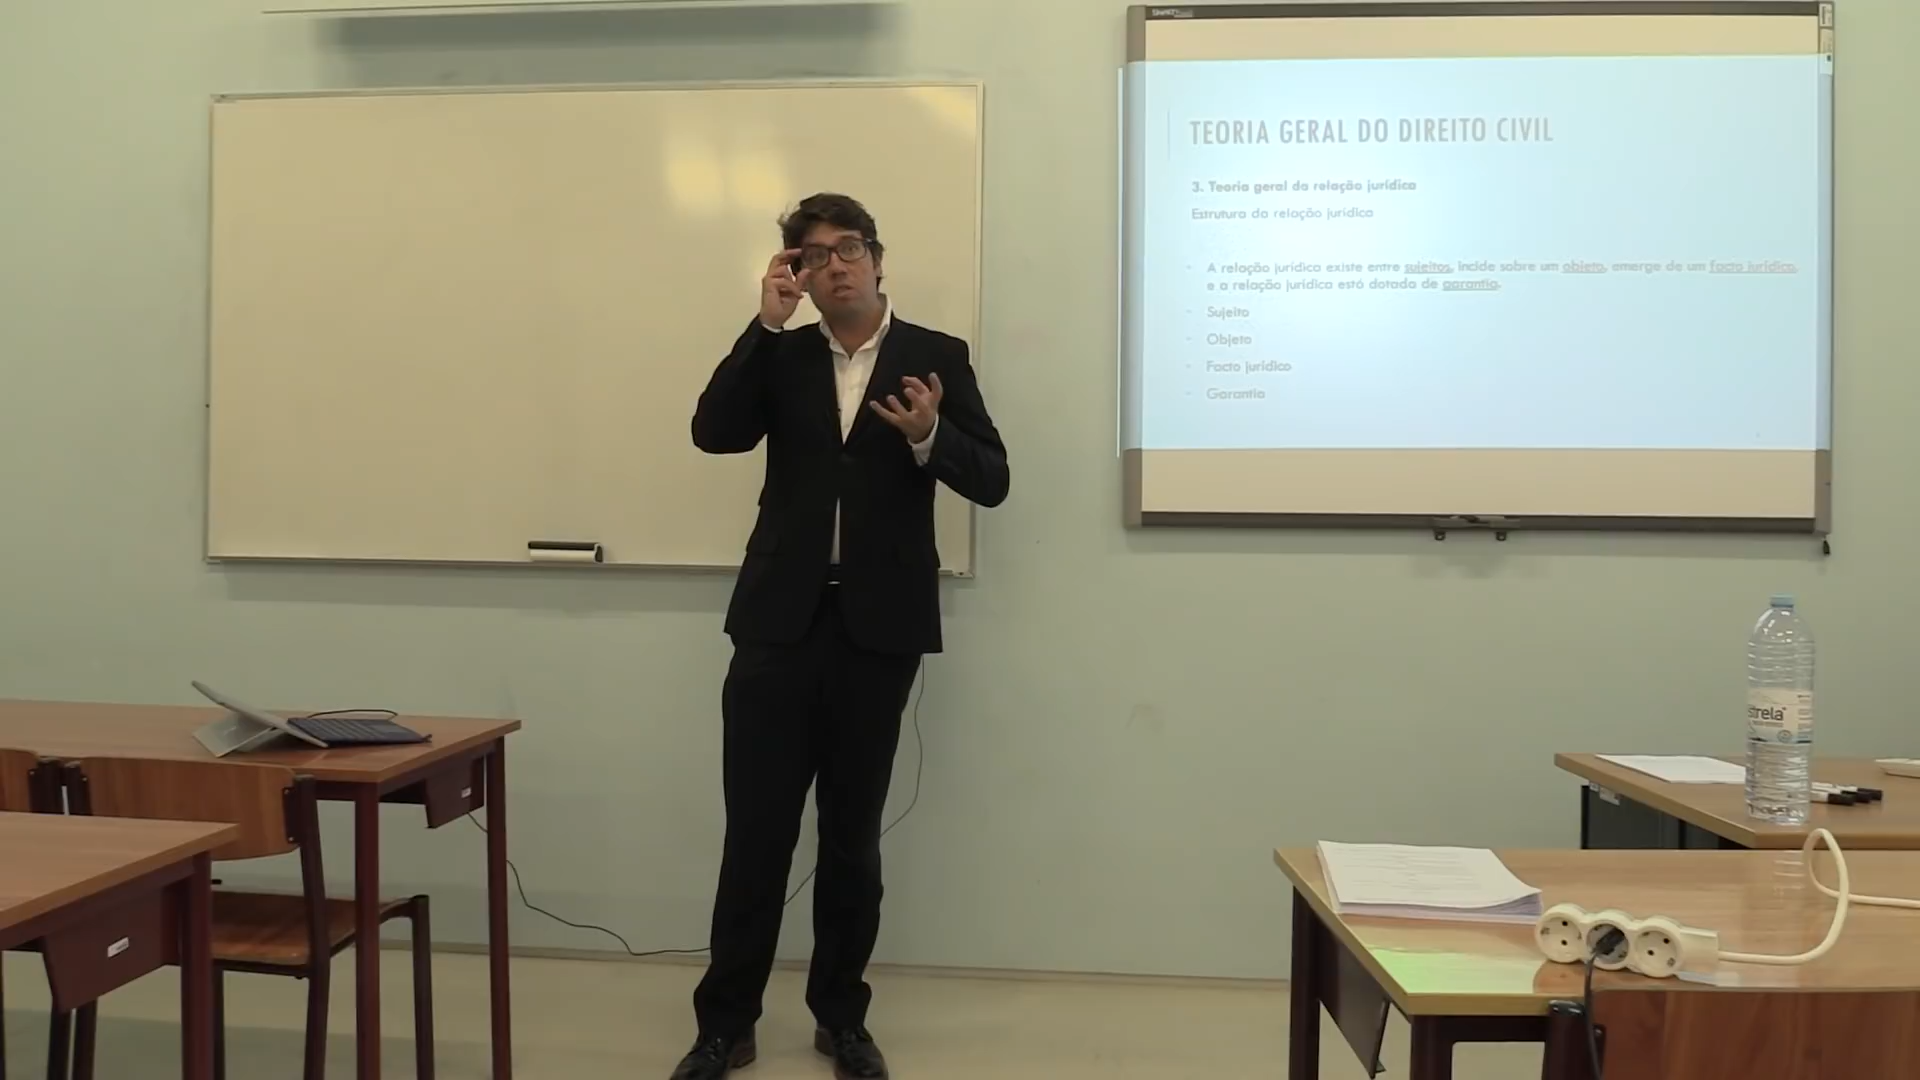 SMART
TEORIA GERAL DO DIREITO CIVIL
3. Teoria geral da relação jurídica
Estrutura da relação jurídica
- A relação jurídica existe entre sujeitos, incide sobre um objeto, emerge de um facto jurídico,
e a relação jurídica está dotada de garantia.
- Sujeito
- Objeto
- Facto jurídico
- Garantia
strela